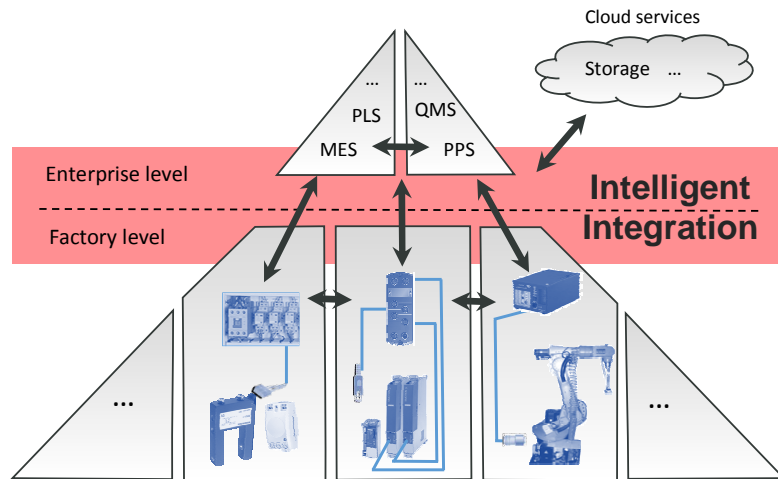 Cloud services
Storage ...
... ...
PLS QMS
MES PPS
Enterprise level
Intelligent
Factory level
Integration
... ...